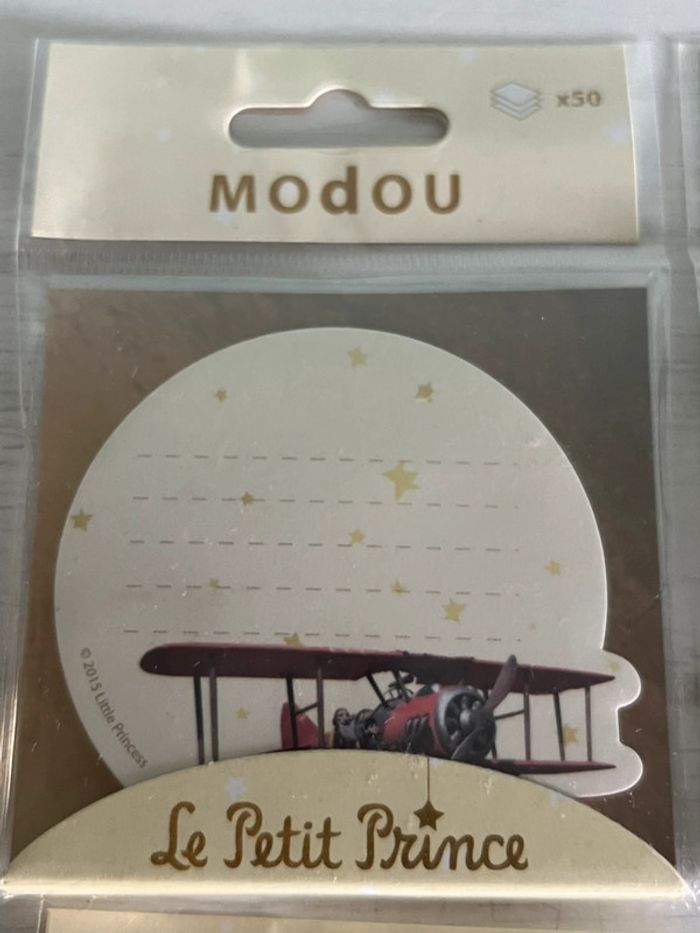 x50
MOdOU
© 2015 Little Princess
Le Petit Prince